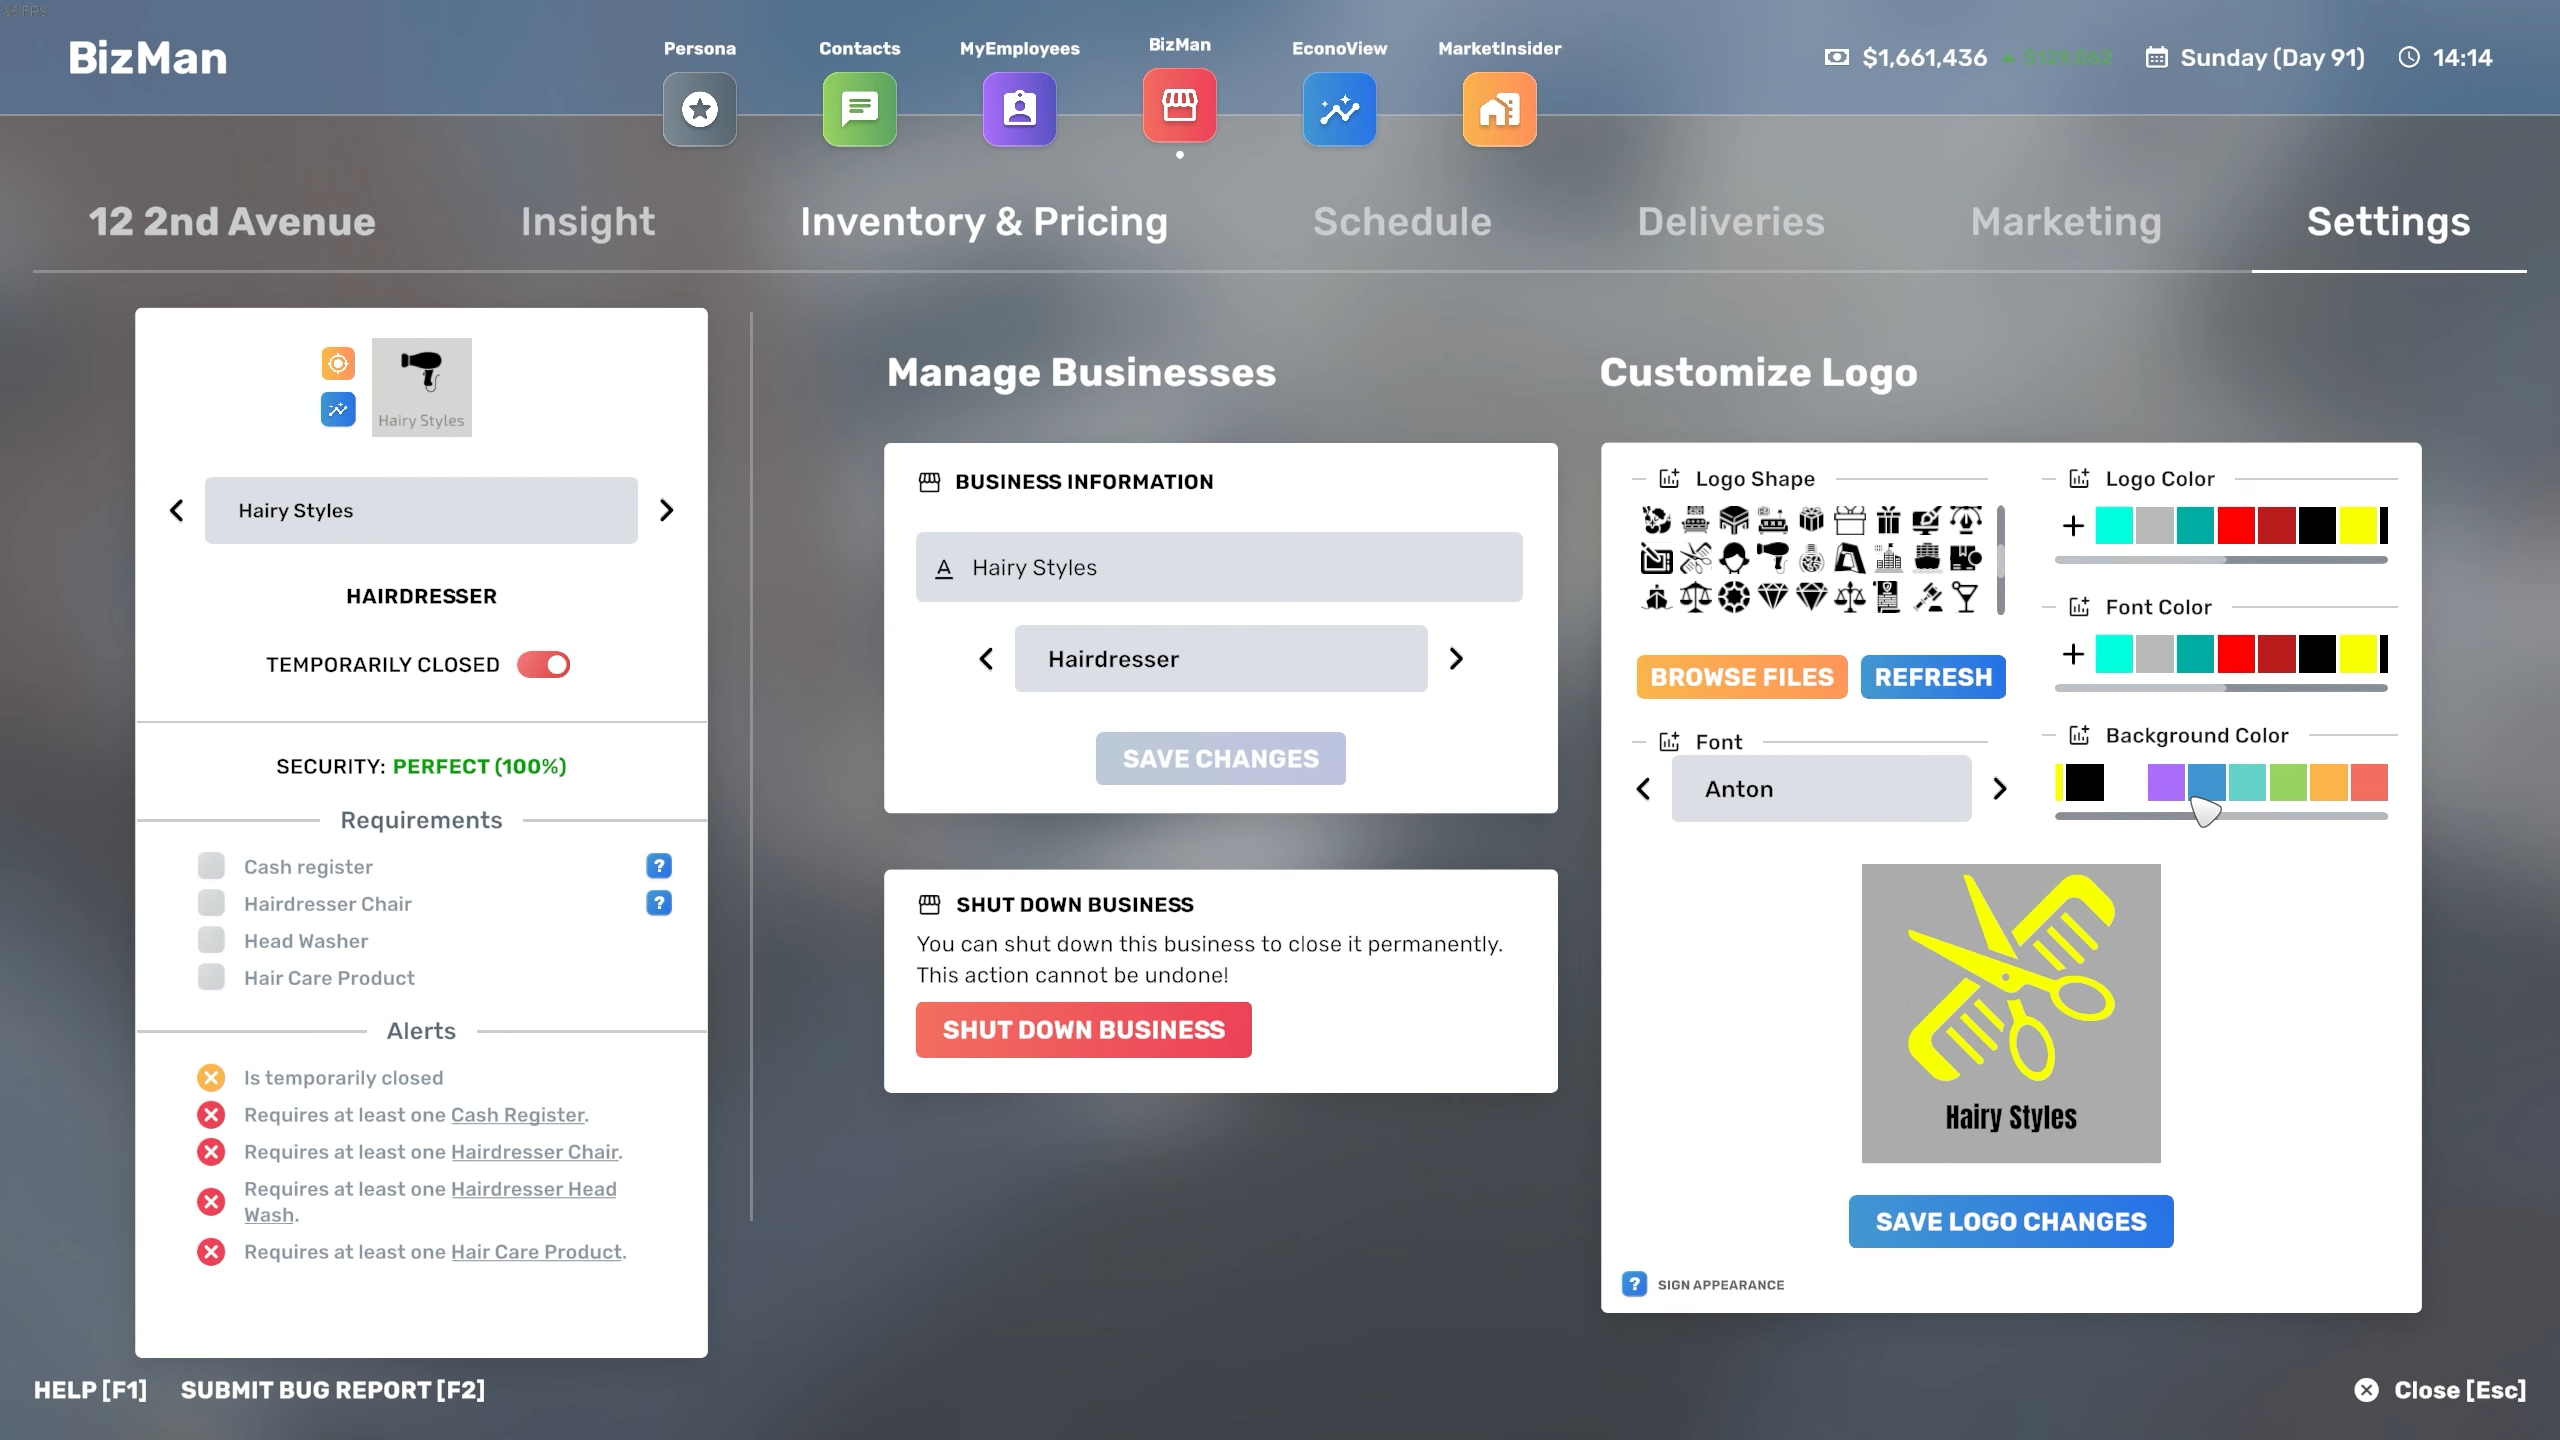 BizMan
Persona
Contacts
MyEmployees
BizMan
EconoView
MarketInsider
$1,661,436
Sunday (Day 91)
14:14
12 2nd Avenue
Insight
Inventory & Pricing
Schedule
Deliveries
Marketing
Settings
Hairy Styles
Hairy Styles
HAIRDRESSER
TEMPORARILY CLOSED
SECURITY: PERFECT (100%)
Requirements
Cash register
?
Hairdresser Chair
?
Head Washer
Hair Care Product
Alerts
Is temporarily closed
Requires at least one Cash Register.
Requires at least one Hairdresser Chair.
Requires at least one Hairdresser Head
Wash.
Requires at least one Hair Care Product.
Manage Businesses
BUSINESS INFORMATION
Hairy Styles
Hairdresser
SAVE CHANGES
SHUT DOWN BUSINESS
You can shut down this business to close it permanently.
This action cannot be undone!
SHUT DOWN BUSINESS
Customize Logo
Logo Shape
BROWSE FILES
REFRESH
Font
Anton
Logo Color
Font Color
Background Color
Hairy Styles
SAVE LOGO CHANGES
? SIGN APPEARANCE
HELP [F1]
SUBMIT BUG REPORT [F2]
Close [Esc]